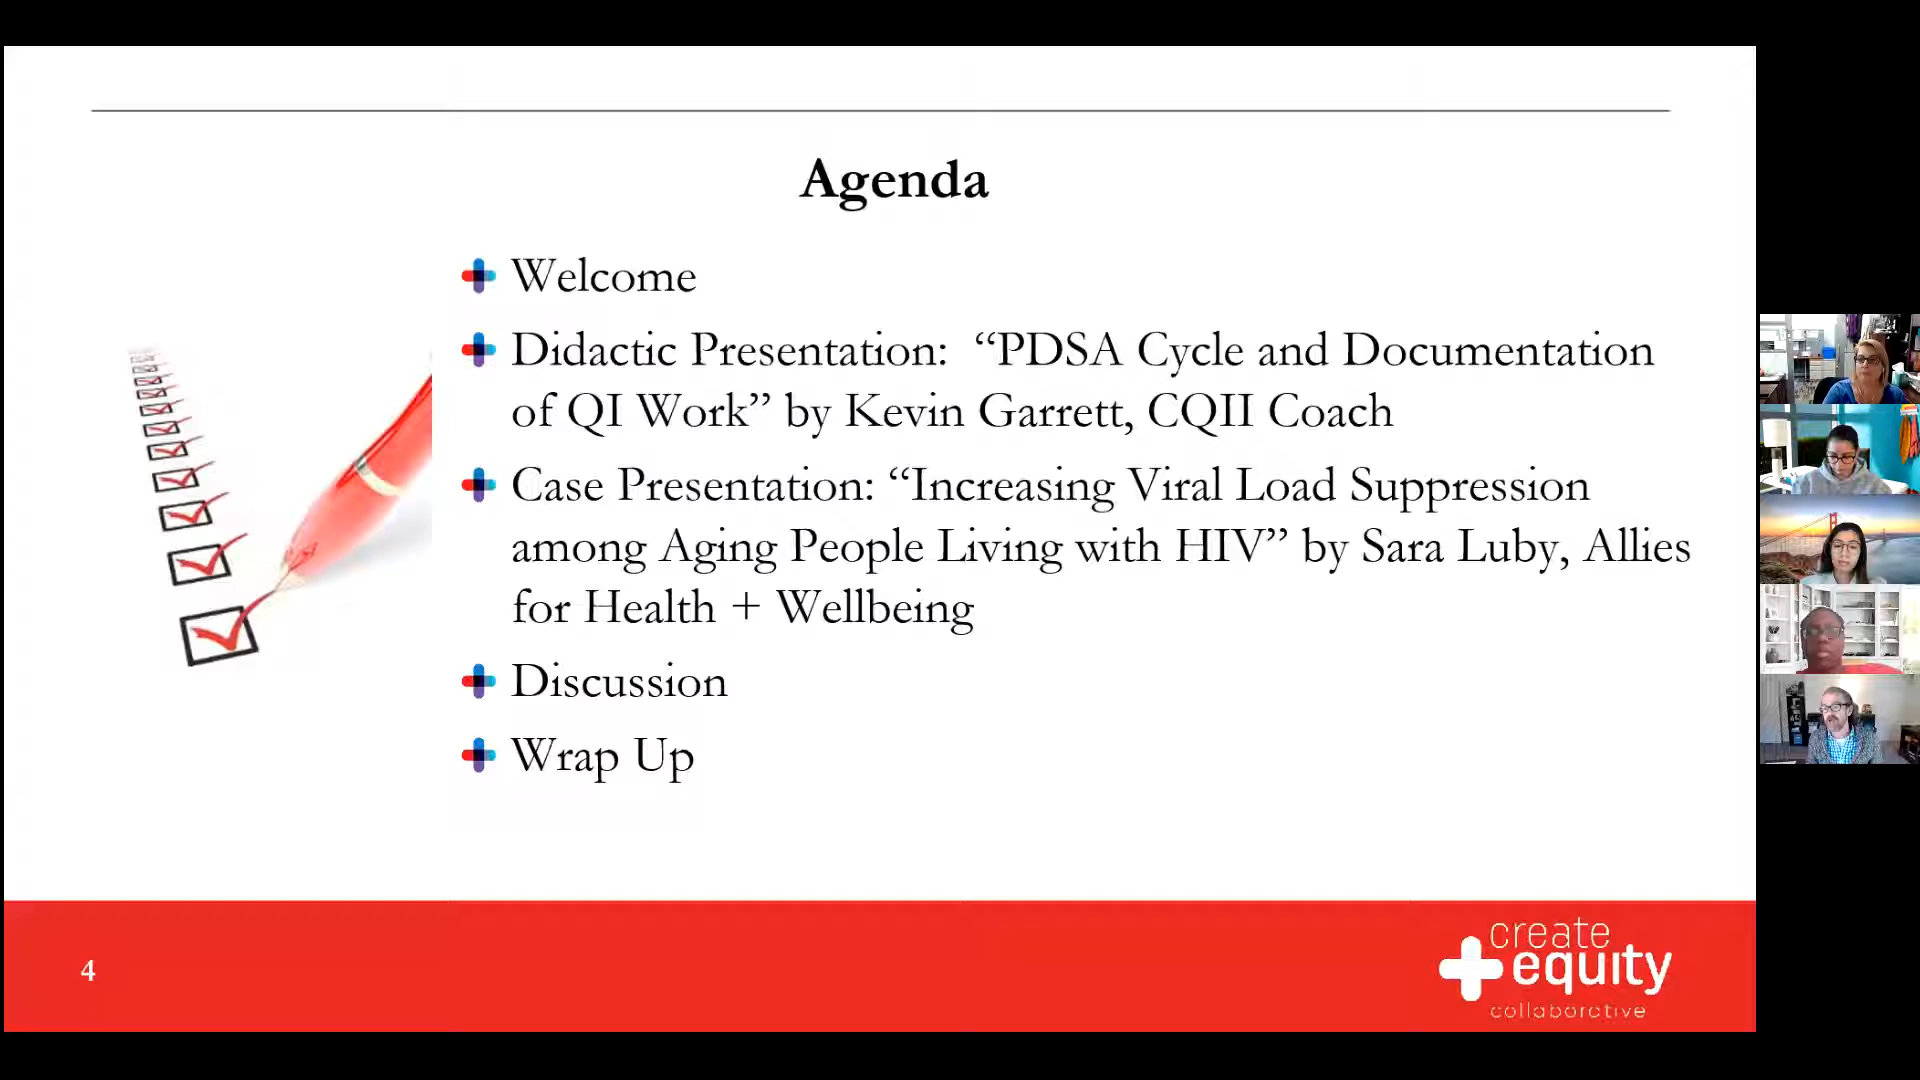 Agenda
Welcome
Didactic Presentation: “PDSA Cycle and Documentation
of QI Work” by Kevin Garrett, CQII Coach
Case Presentation: “Increasing Viral Load Suppression
among Aging People Living with HIV” by Sara Luby, Allies
for Health + Wellbeing
Discussion
Wrap Up
4
create
equity
collaborative